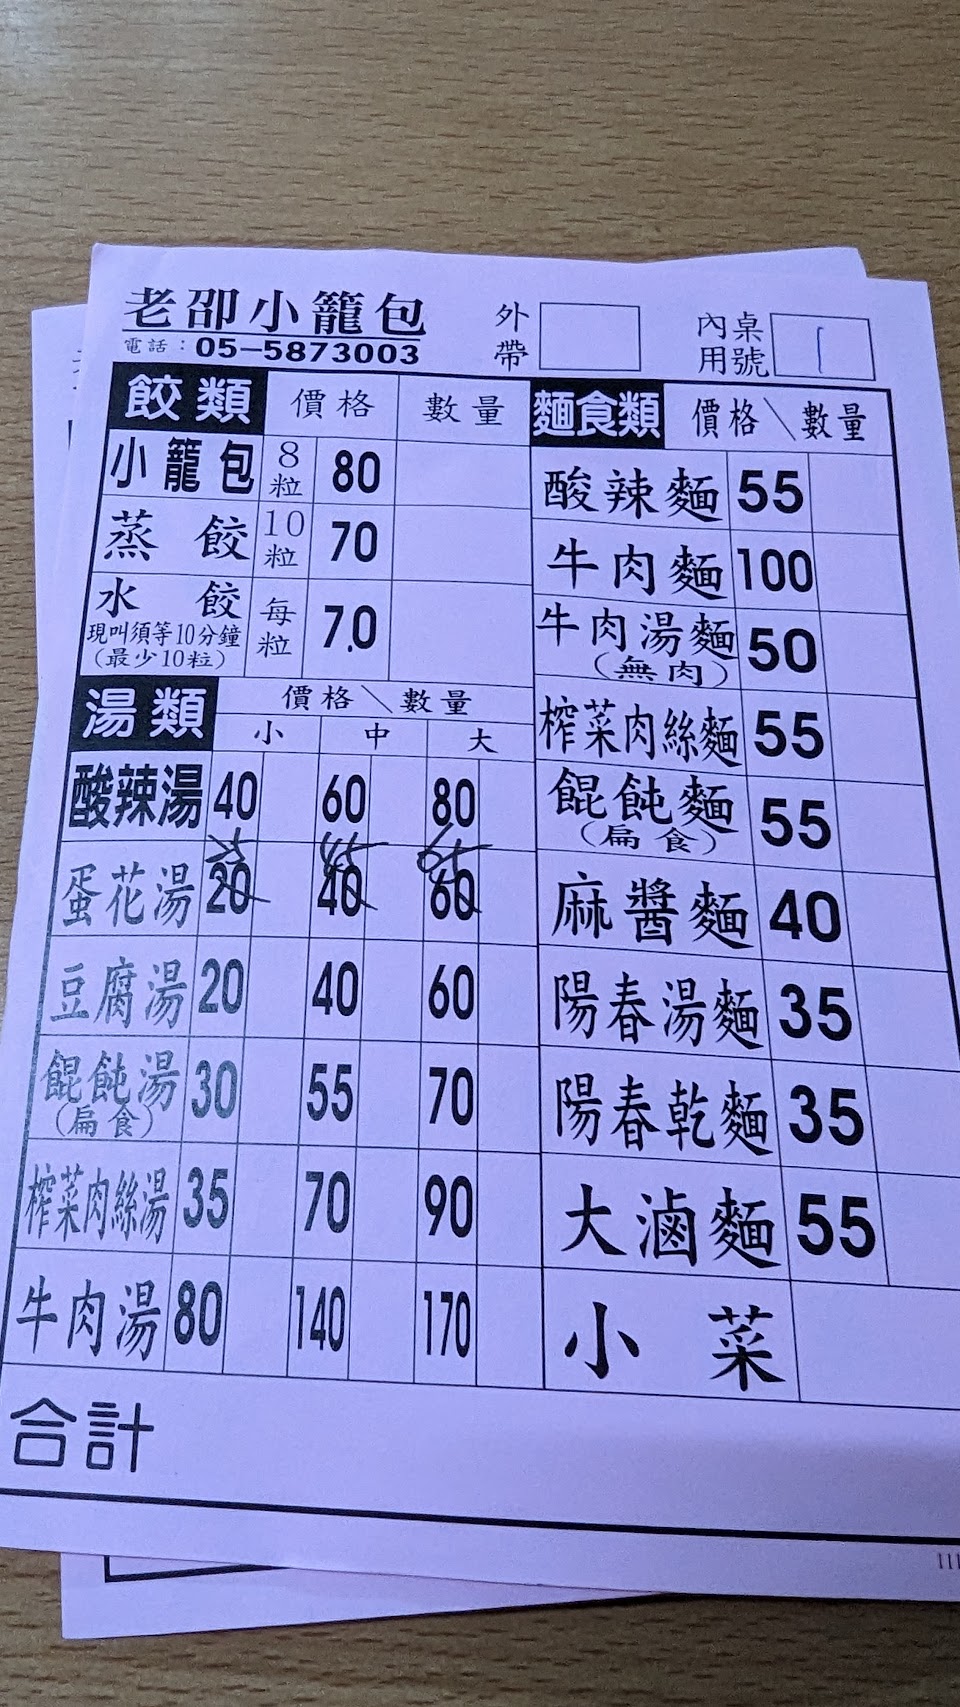 老邵小籠包
電話：05-5873003
外帶
內用 桌號 1
餃類 價格 數量
小籠包 8粒 80
蒸餃 10粒 70
水餃 每粒 7.0
現叫須等10分鐘
(最少10粒)
湯類 價格\數量
小 中 大
酸辣湯 40 60 80
45 65
蛋花湯 20 40 60
豆腐湯 20 40 60
餛飩湯 30 55 70
(扁食)
榨菜肉絲湯 35 70 90
牛肉湯 80 140 170
麵食類 價格\數量
酸辣麵 55
牛肉麵 100
牛肉湯麵 50
(無肉)
榨菜肉絲麵 55
餛飩麵 55
(扁食)
麻醬麵 40
陽春湯麵 35
陽春乾麵 35
大滷麵 55
小菜
合計